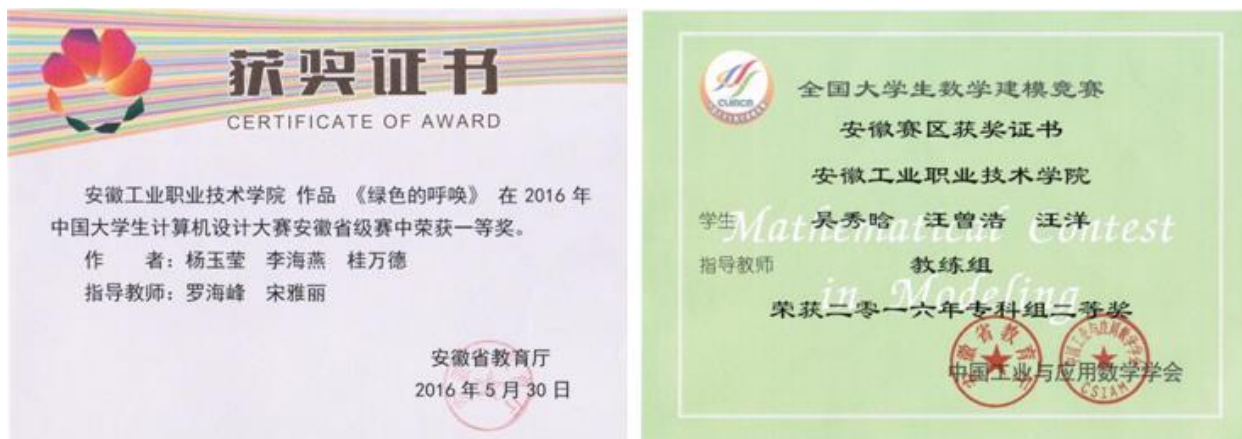 获奖证书
CERTIFICATE OF AWARD
安徽工业职业技术学院 作品 《绿色的呼唤》 在 2016 年
中国大学生计算机设计大赛安徽省级赛中荣获一等奖。
作 者：杨玉莹 李海燕 桂万德
指导教师：罗海峰 宋雅丽
安徽省教育厅
2016 年 5 月 30 日
CUMCM
全国大学生数学建模竞赛
安徽赛区获奖证书
安徽工业职业技术学院
学生 吴秀晗 汪曾浩 汪洋
Mathematical Contest
指导教师 教练组
in Modeling
荣获二零一六年专科组二等奖
安徽省教育厅
中国工业与应用数学学会
CSIAM